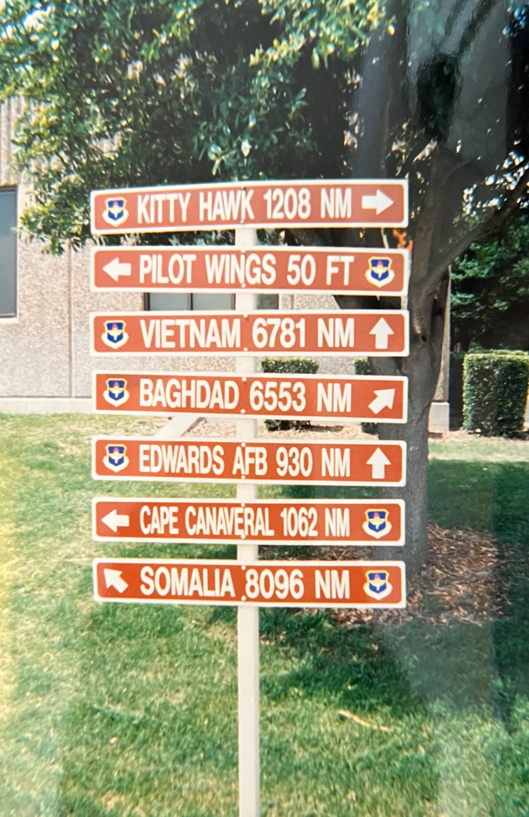 KITTY HAWK 1208 NM →
← PILOT WINGS 50 FT
VIETNAM 6781 NM ↑
BAGHDAD 6553 NM ↗
EDWARDS AFB 930 NM ↑
← CAPE CANAVERAL 1062 NM
↖ SOMALIA 8096 NM